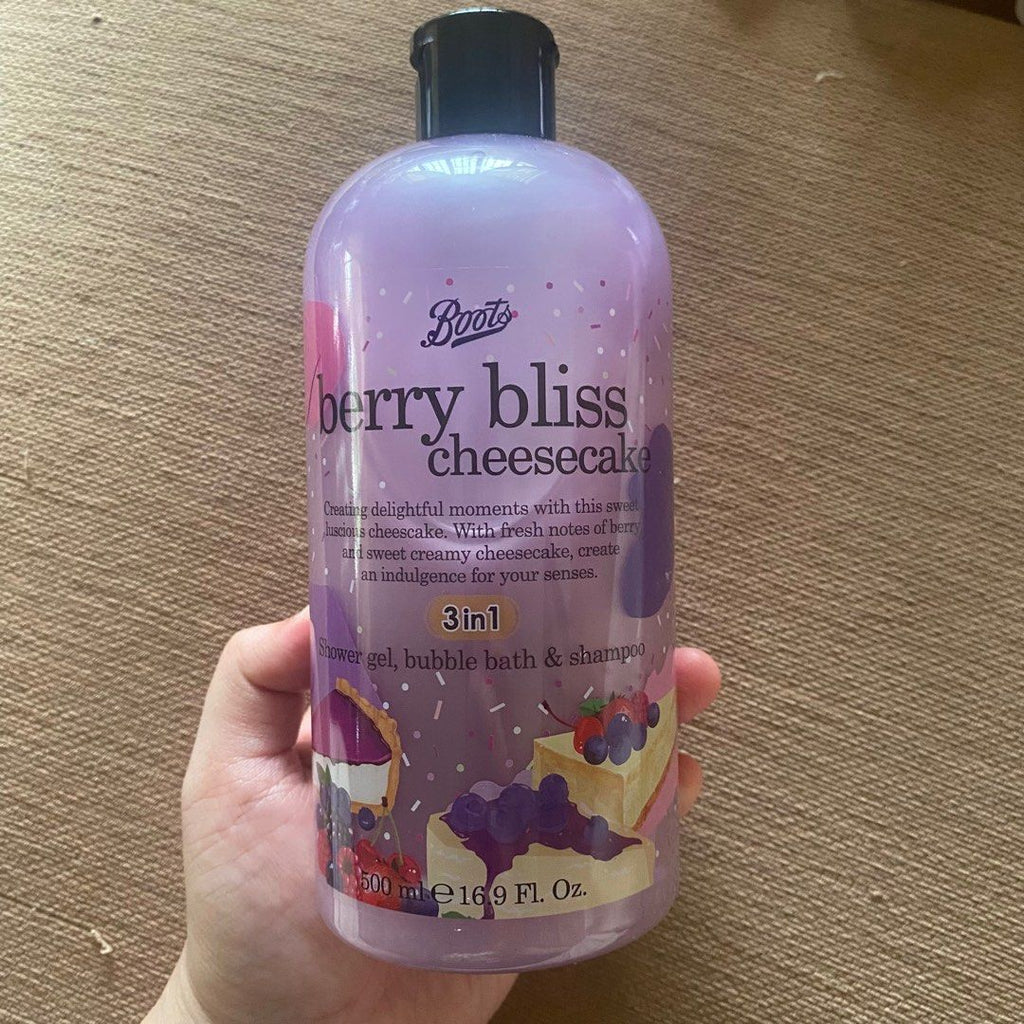 Boots
berry bliss
cheesecake
Creating delightful moments with this sweet
luscious cheescake. With fresh notes of berry
and sweet creamy cheesecake, create
an indulgence for your senses.
3in1
Shower gel, bubble bath & shampoo
500 ml ℮ 16.9 Fl. Oz.